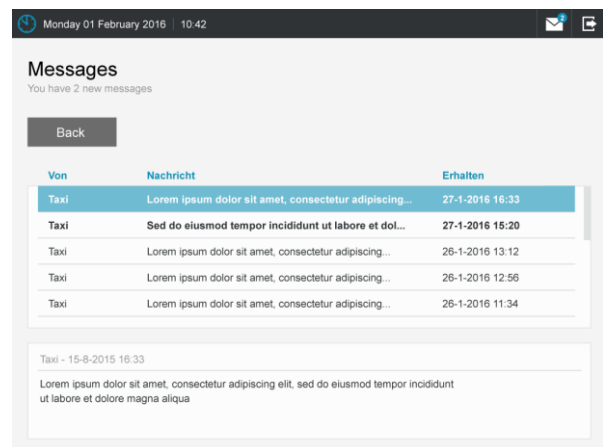 Monday 01 February 2016 | 10:42
2
Messages
You have 2 new messages
Back
Von Nachricht Erhalten
Taxi Lorem ipsum dolor sit amet, consectetur adipiscing... 27-1-2016 16:33
Taxi Sed do eiusmod tempor incididunt ut labore et dol... 27-1-2016 15:20
Taxi Lorem ipsum dolor sit amet, consectetur adipiscing... 26-1-2016 13:12
Taxi Lorem ipsum dolor sit amet, consectetur adipiscing... 26-1-2016 12:56
Taxi Lorem ipsum dolor sit amet, consectetur adipiscing... 26-1-2016 11:34
Taxi - 15-8-2015 16:33
Lorem ipsum dolor sit amet, consectetur adipiscing elit, sed do eiusmod tempor incididunt
ut labore et dolore magna aliqua